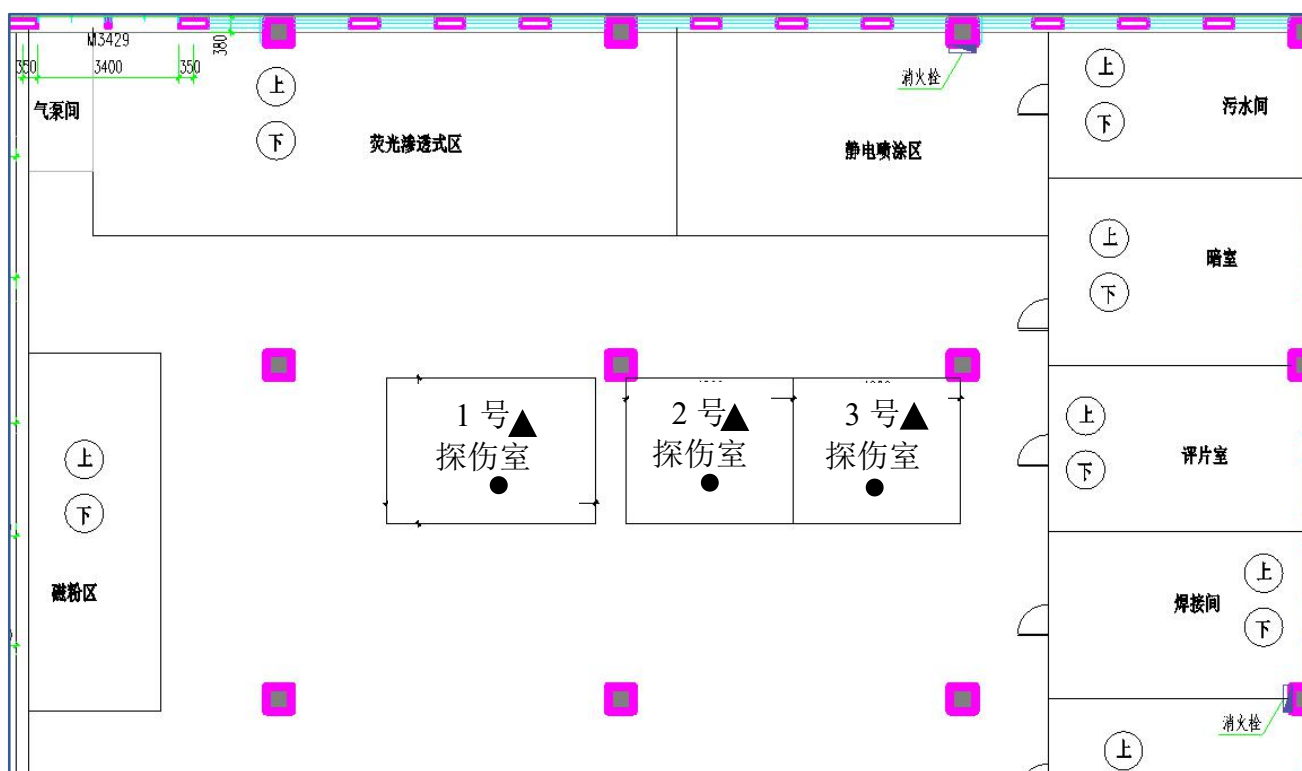 M3429
380
350
3400
350
气泵间
上
下
荧光渗透式区
消火栓
静电喷涂区
上
下
污水间
上
下
暗室
1 号
探伤室
2 号
探伤室
3 号
探伤室
上
下
评片室
上
下
磁粉区
上
下
焊接间
消火栓
上